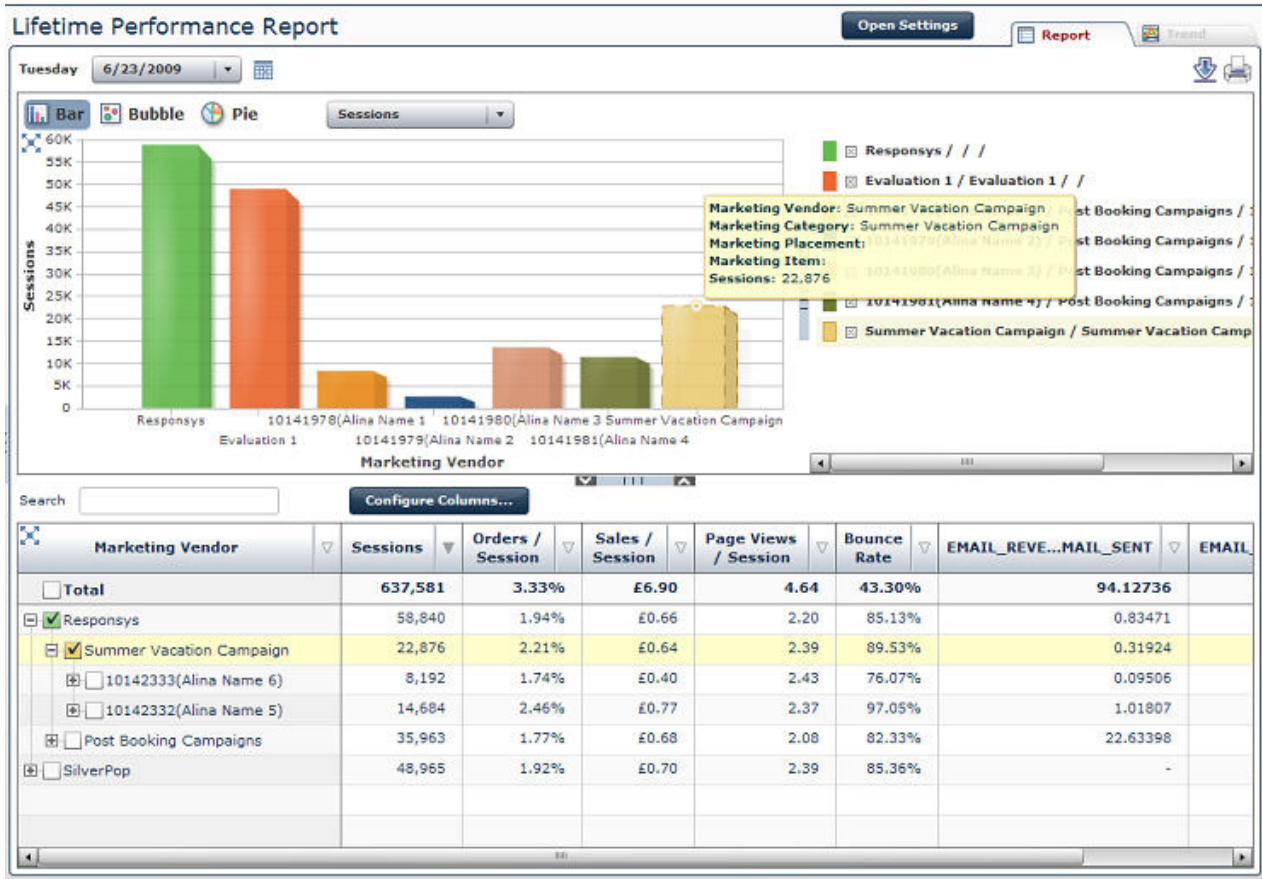 Lifetime Performance Report
Open Settings
Report
Trend
Tuesday 6/23/2009
Bar Bubble Pie Sessions
60K
55K
50K
45K
40K
35K
30K
25K
20K
15K
10K
5K
0
Sessions
Responsys 10141978(Alina Name 1 10141980(Alina Name 3 Summer Vacation Campaign
Evaluation 1 10141979(Alina Name 2 10141981(Alina Name 4
Marketing Vendor
Responsys / / /
Evaluation 1 / Evaluation 1 / /
Marketing Vendor: Summer Vacation Campaign
Marketing Category: Summer Vacation Campaign
Marketing Placement:
Marketing Item:
Sessions: 22,876
st Booking Campaigns /
10141979(Alina Name 2) / Post Booking Campaigns /
10141980(Alina Name 3) / Post Booking Campaigns /
10141981(Alina Name 4) / Post Booking Campaigns /
Summer Vacation Campaign / Summer Vacation Camp
Search Configure Columns...
Marketing Vendor Sessions Orders / Session Sales / Session Page Views / Session Bounce Rate EMAIL_REVE...MAIL_SENT EMAIL_
Total 637,581 3.33% £6.90 4.64 43.30% 94.12736
Responsys 58,840 1.94% £0.66 2.20 85.13% 0.83471
Summer Vacation Campaign 22,876 2.21% £0.64 2.39 89.53% 0.31924
10142333(Alina Name 6) 8,192 1.74% £0.40 2.43 76.07% 0.09506
10142332(Alina Name 5) 14,684 2.46% £0.77 2.37 97.05% 1.01807
Post Booking Campaigns 35,963 1.77% £0.68 2.08 82.33% 22.63398
SilverPop 48,965 1.92% £0.70 2.39 85.36% -